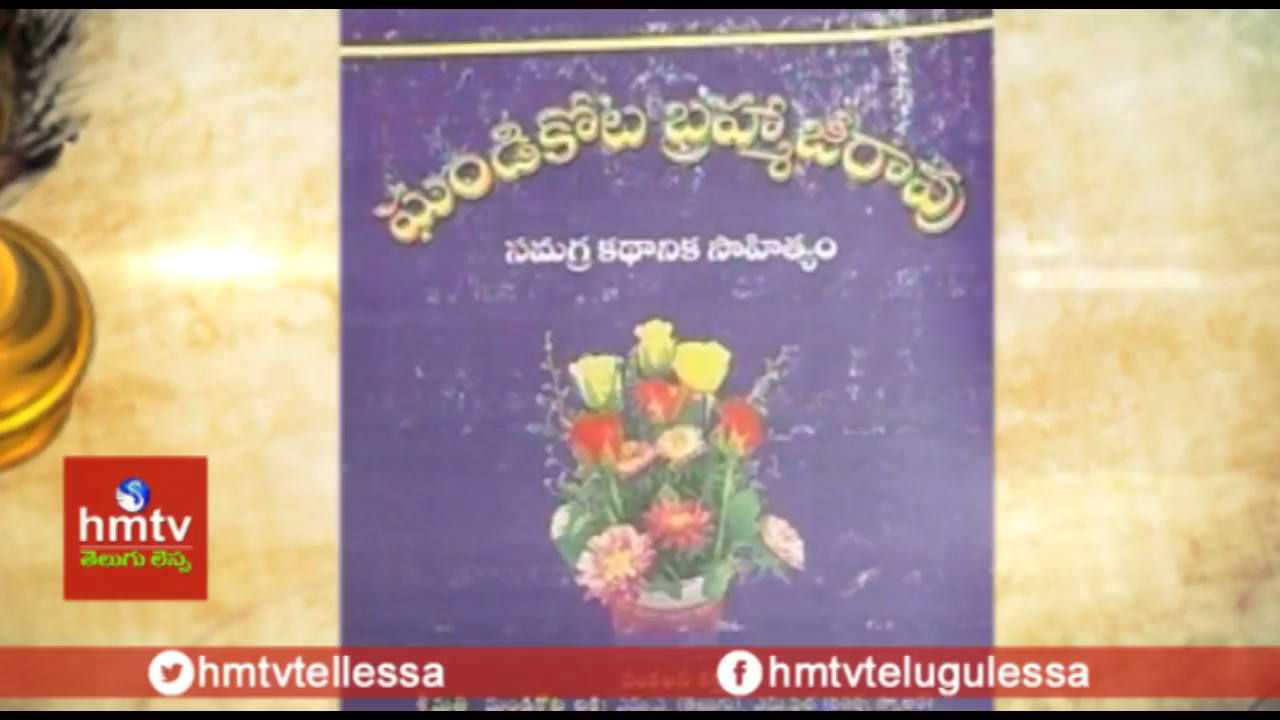 ఘండికోట బ్రహ్మాజీరావు
సమగ్ర కథానిక సాహిత్యం
hmtv
తెలుగు లెస్స
hmtvtellessa
hmtvtelugulessa